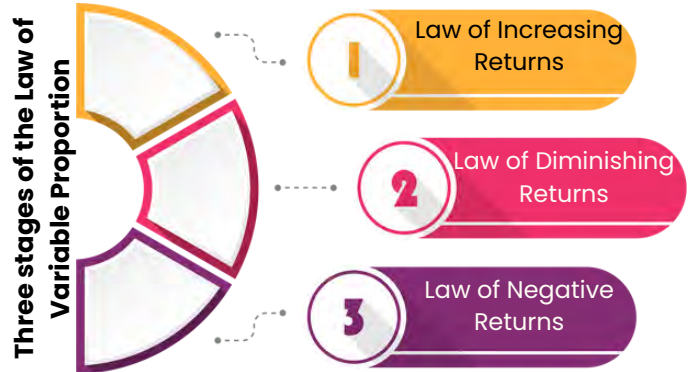 Three stages of the Law of
Variable Proportion
1
Law of Increasing
Returns
2
Law of Diminishing
Returns
3
Law of Negative
Returns